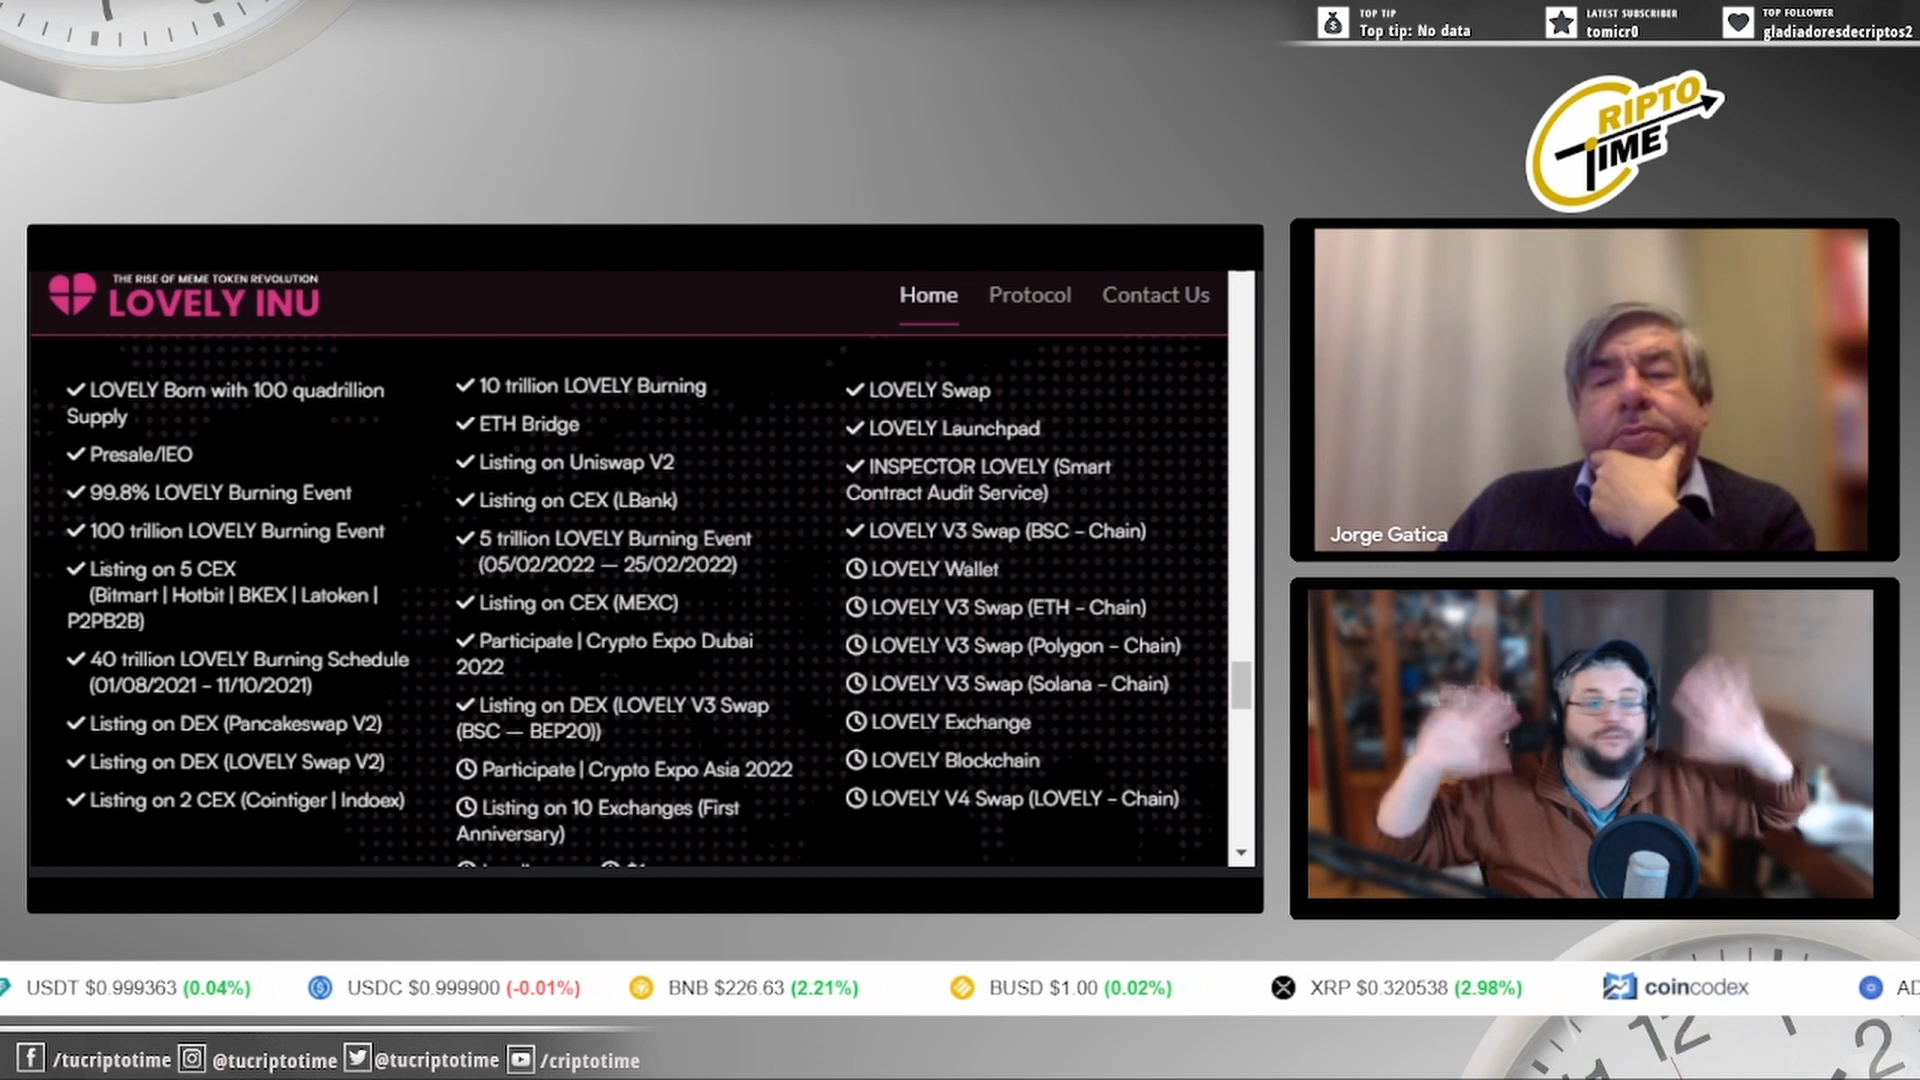 TOP TIP
Top tip: No data
LATEST SUBSCRIBER
tomicr0
TOP FOLLOWER
gladiadoresdecriptos2
CRIPTO
TIME
THE RISE OF MEME TOKEN REVOLUTION
LOVELY INU
Home
Protocol
Contact Us
LOVELY Born with 100 quadrillion
Supply
Presale/IEO
99.8% LOVELY Burning Event
100 trillion LOVELY Burning Event
Listing on 5 CEX
(Bitmart | Hotbit | BKEX | Latoken |
P2PB2B)
40 trillion LOVELY Burning Schedule
(01/08/2021 - 11/10/2021)
Listing on DEX (Pancakeswap V2)
Listing on DEX (LOVELY Swap V2)
Listing on 2 CEX (Cointiger | Indoex)
10 trillion LOVELY Burning
ETH Bridge
Listing on Uniswap V2
Listing on CEX (LBank)
5 trillion LOVELY Burning Event
(05/02/2022 — 25/02/2022)
Listing on CEX (MEXC)
Participate | Crypto Expo Dubai
2022
Listing on DEX (LOVELY V3 Swap
(BSC — BEP20))
Participate | Crypto Expo Asia 2022
Listing on 10 Exchanges (First
Anniversary)
LOVELY Swap
LOVELY Launchpad
INSPECTOR LOVELY (Smart
Contract Audit Service)
LOVELY V3 Swap (BSC - Chain)
LOVELY Wallet
LOVELY V3 Swap (ETH - Chain)
LOVELY V3 Swap (Polygon - Chain)
LOVELY V3 Swap (Solana - Chain)
LOVELY Exchange
LOVELY Blockchain
LOVELY V4 Swap (LOVELY - Chain)
Jorge Gatica
USDT $0.999363 (0.04%)
USDC $0.999900 (-0.01%)
BNB $226.63 (2.21%)
BUSD $1.00 (0.02%)
XRP $0.320538 (2.98%)
coincodex
/tucriptotime
@tucriptotime
@tucriptotime
/criptotime
12
1
2